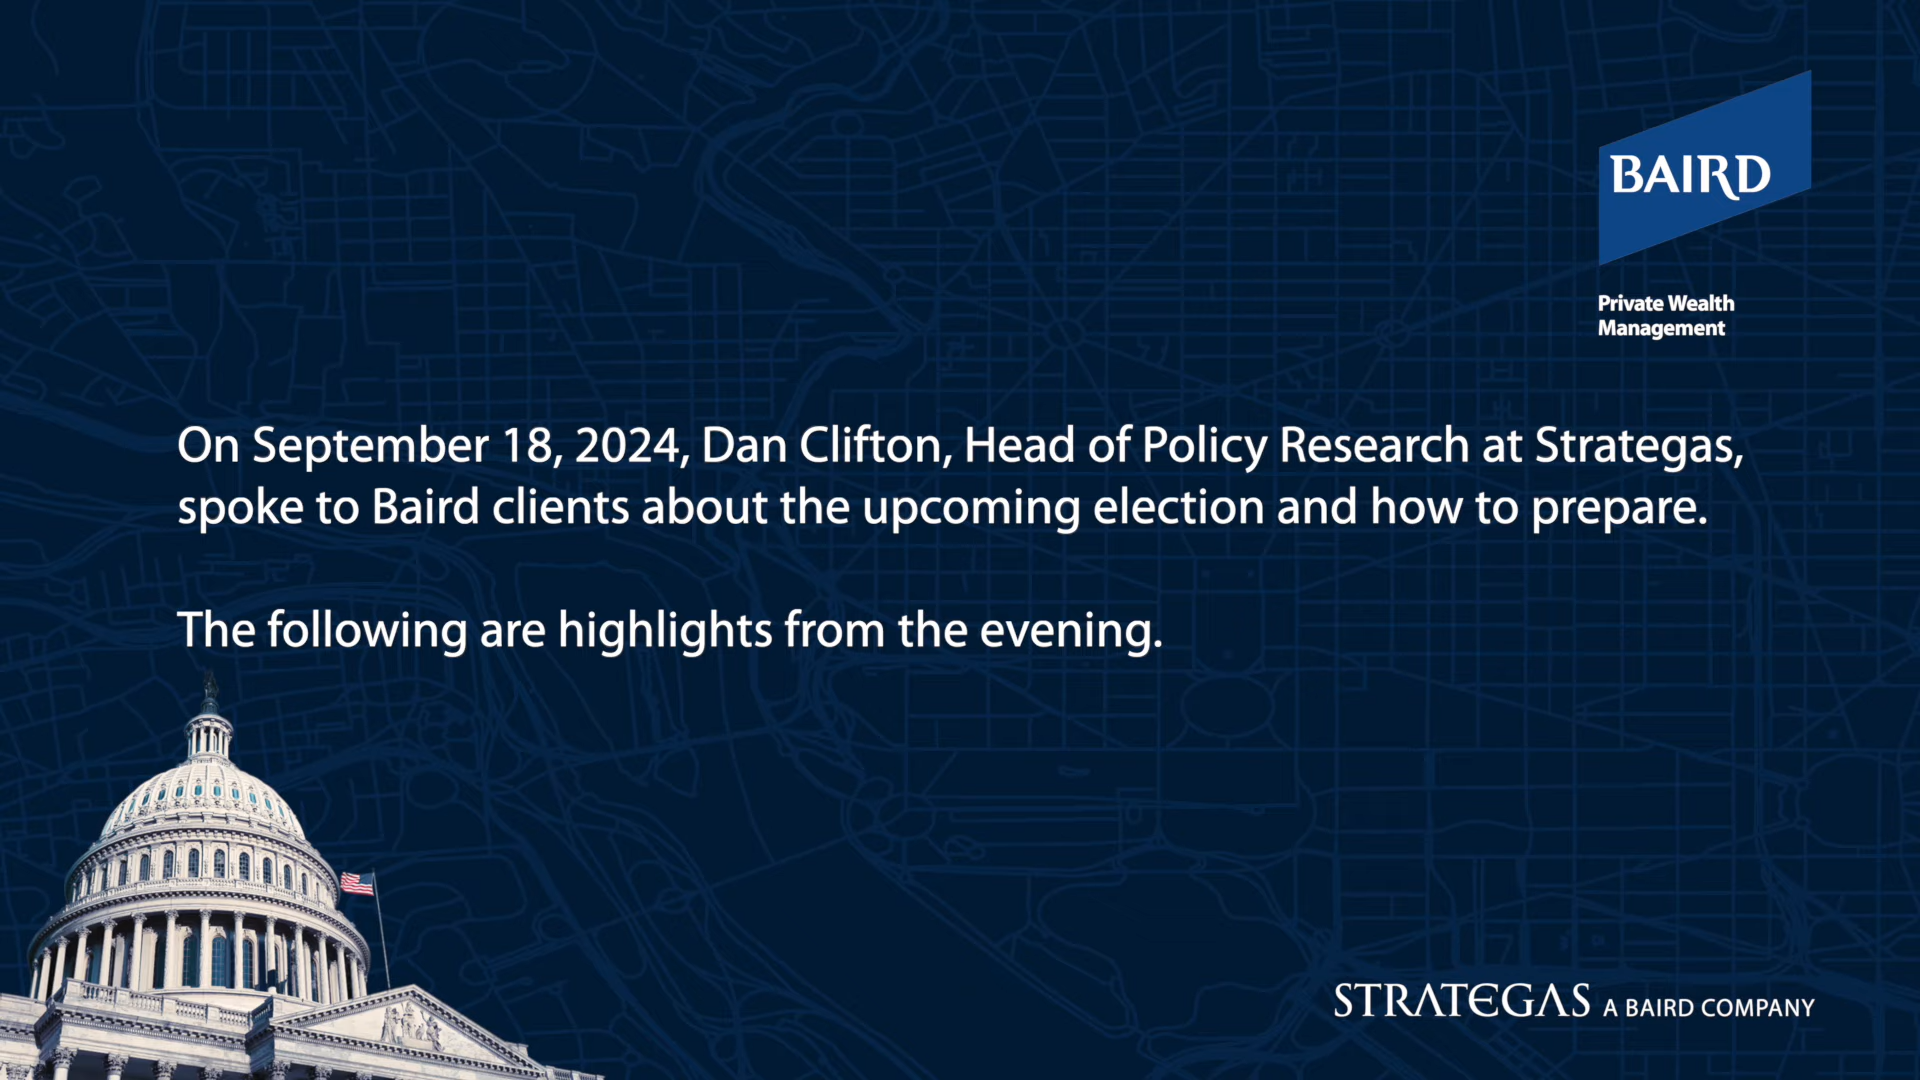 BAIRD
Private Wealth
Management
On September 18, 2024, Dan Clifton, Head of Policy Research at Strategas,
spoke to Baird clients about the upcoming election and how to prepare.
The following are highlights from the evening.
STRATEGAS A BAIRD COMPANY